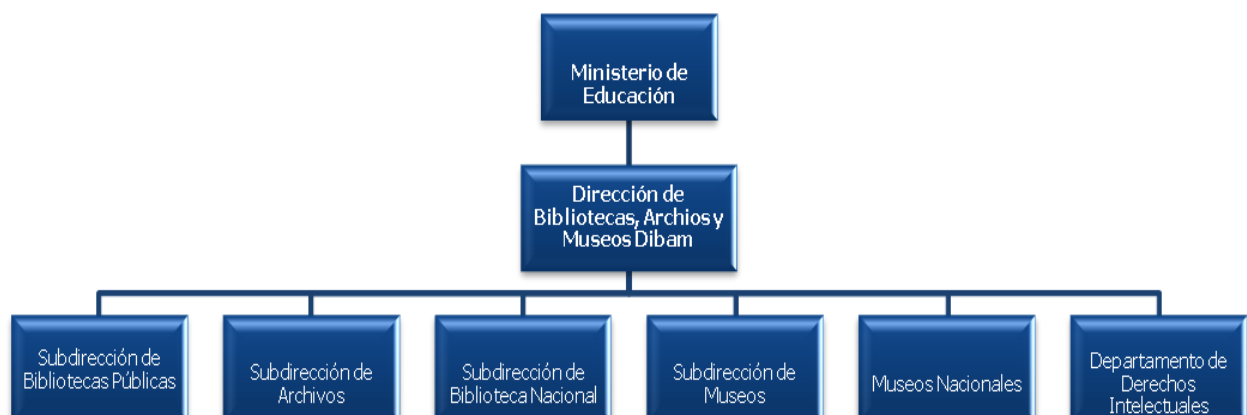 Ministerio de
Educación
Dirección de
Bibliotecas, Archios y
Museos Dibam
Subdirección de
Bibliotecas Públicas
Subdirección de
Archivos
Subdirección de
Biblioteca Nacional
Subdirección de
Museos
Museos Nacionales
Departamento de
Derechos
Intelectuales